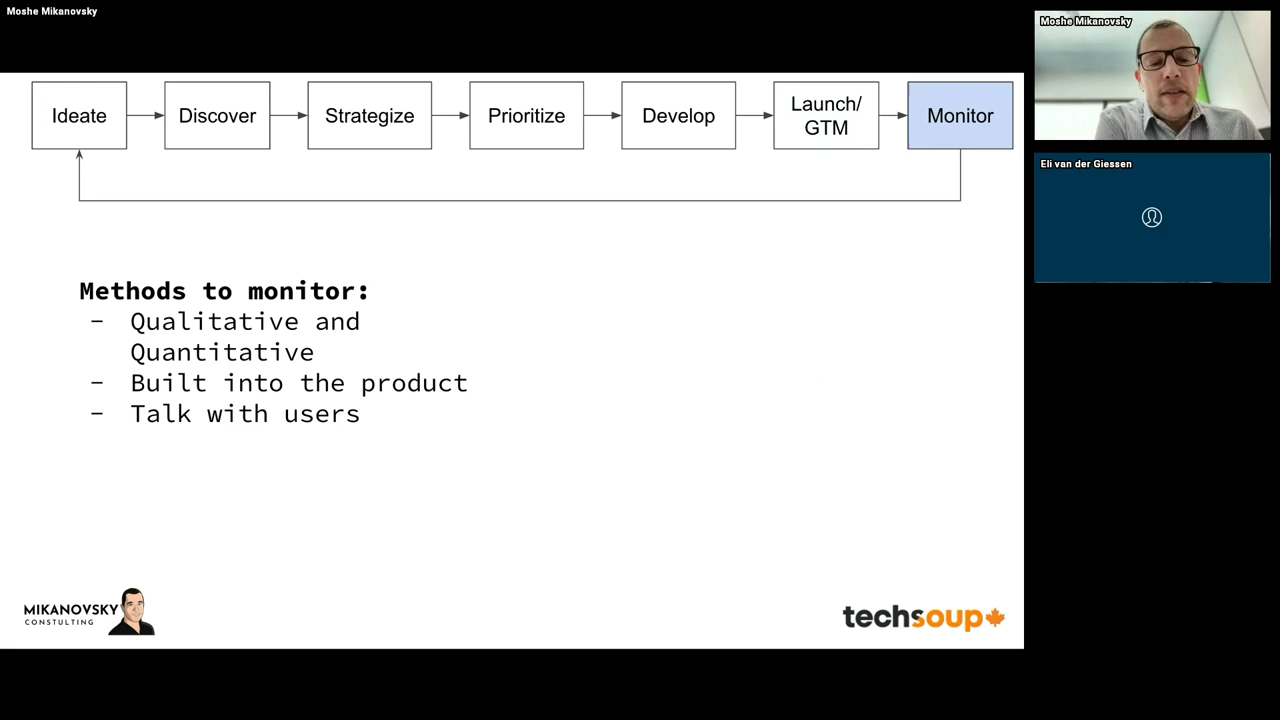 Moshe Mikanovsky
Ideate
Discover
Strategize
Prioritize
Develop
Launch/
GTM
Monitor
Methods to monitor:
- Qualitative and
Quantitative
- Built into the product
- Talk with users
MIKANOVSKY
CONSTULTING
techsoup
Moshe Mikanovsky
Eli van der Giessen